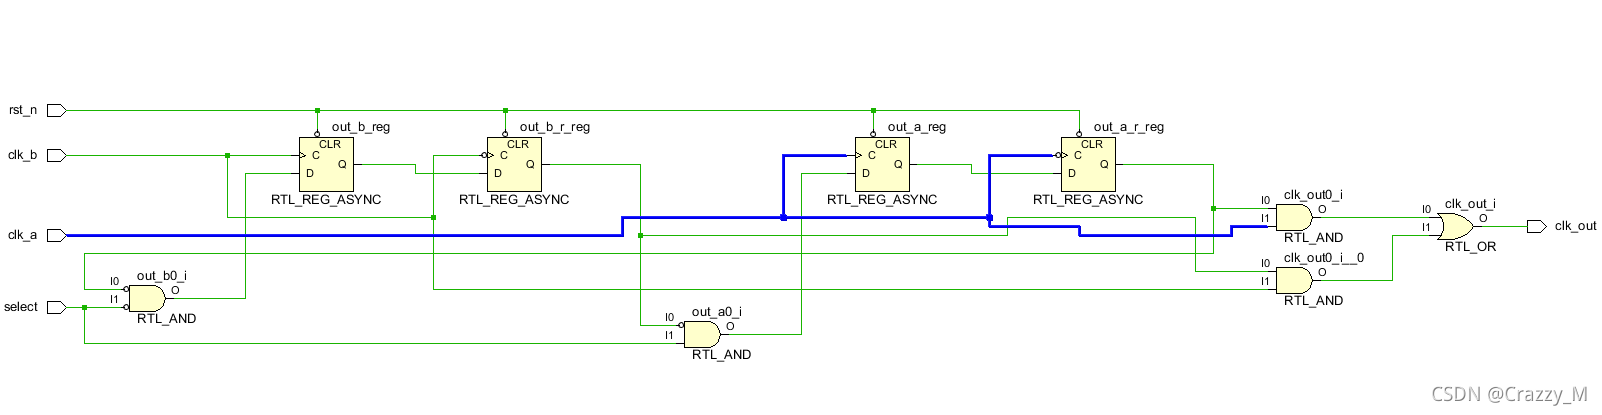 rst_n
clk_b
clk_a
select
out_b_reg
CLR
C
D
Q
RTL_REG_ASYNC
out_b_r_reg
CLR
C
D
Q
RTL_REG_ASYNC
out_a_reg
CLR
C
D
Q
RTL_REG_ASYNC
out_a_r_reg
CLR
C
D
Q
RTL_REG_ASYNC
out_b0_i
I0
I1
O
RTL_AND
out_a0_i
I0
I1
O
RTL_AND
clk_out0_i
I0
I1
O
RTL_AND
clk_out0_i__0
I0
I1
O
RTL_AND
clk_out_i
I0
I1
O
RTL_OR
clk_out
CSDN @Crazzy_M